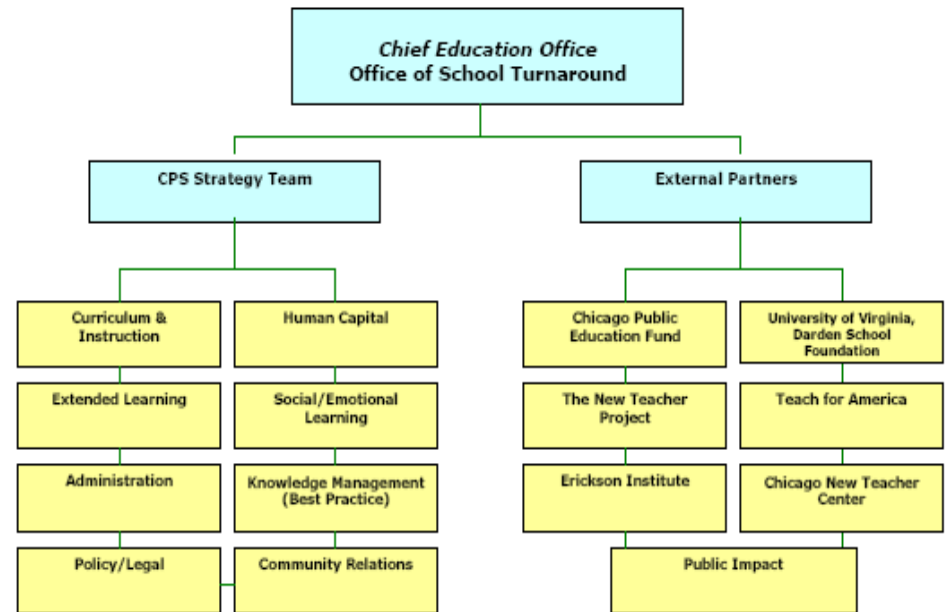 Chief Education Office
Office of School Turnaround
CPS Strategy Team
External Partners
Curriculum &
Instruction
Human Capital
Chicago Public
Education Fund
University of Virginia,
Darden School
Foundation
Extended Learning
Social/Emotional
Learning
The New Teacher
Project
Teach for America
Administration
Knowledge Management
(Best Practice)
Erickson Institute
Chicago New Teacher
Center
Policy/Legal
Community Relations
Public Impact